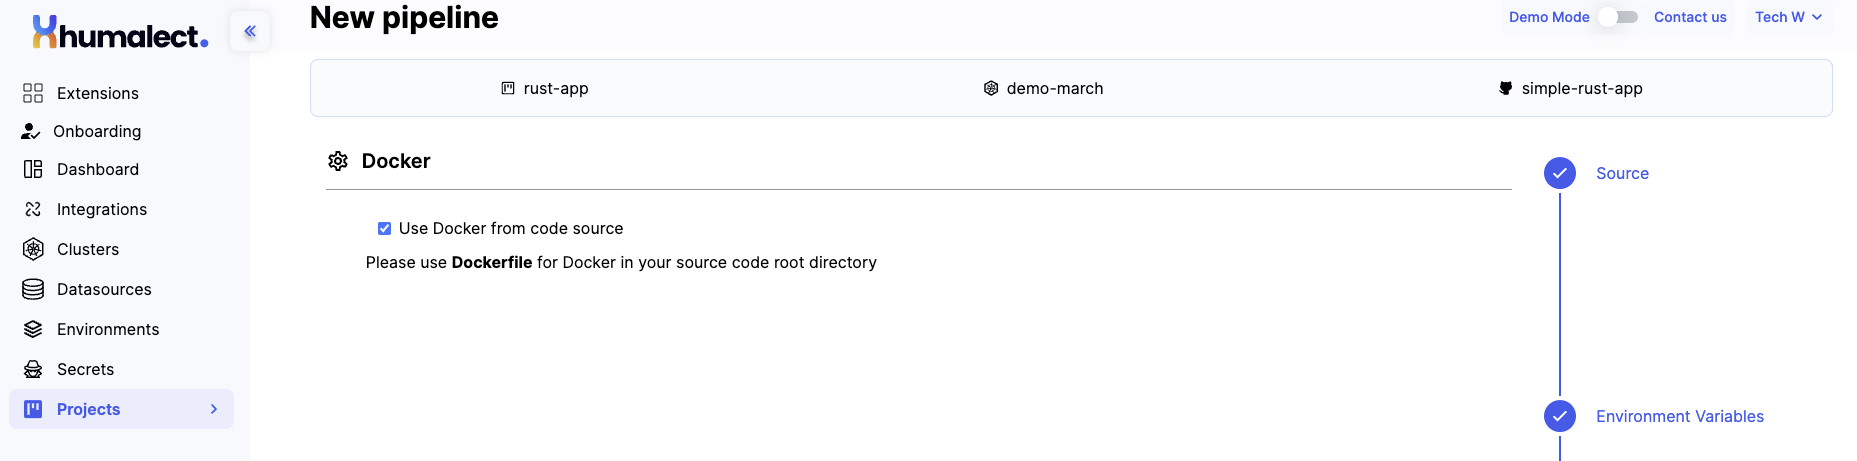 humalect.
New pipeline
Demo Mode
Contact us
Tech W
Extensions
Onboarding
Dashboard
Integrations
Clusters
Datasources
Environments
Secrets
Projects
rust-app
demo-march
simple-rust-app
Docker
Use Docker from code source
Please use Dockerfile for Docker in your source code root directory
Source
Environment Variables